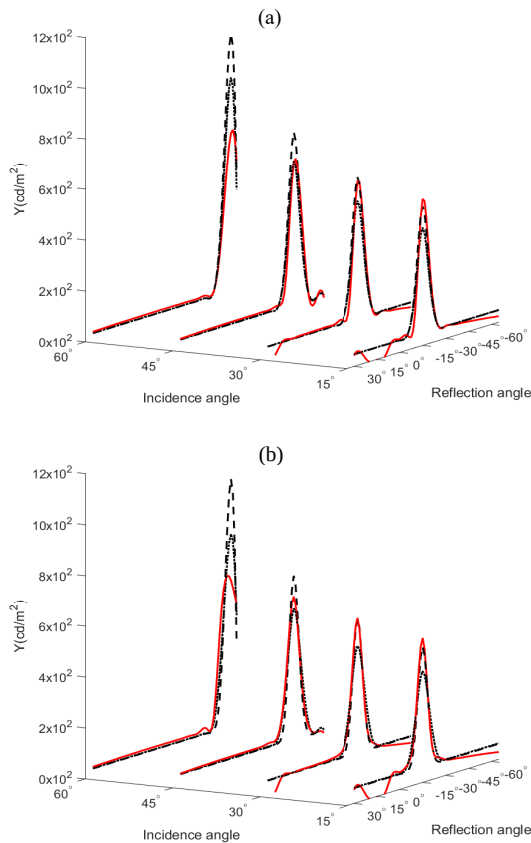 (a)
12x10²
10x10²
8x10²
6x10²
4x10²
2x10²
0x10²
Y(cd/m²)
60°
45°
30°
15°
Incidence angle
30°
15°
0°
-15°
-30°
-45°
-60°
Reflection angle
(b)
12x10²
10x10²
8x10²
6x10²
4x10²
2x10²
0x10²
Y(cd/m²)
60°
45°
30°
15°
Incidence angle
30°
15°
0°
-15°
-30°
-45°
-60°
Reflection angle